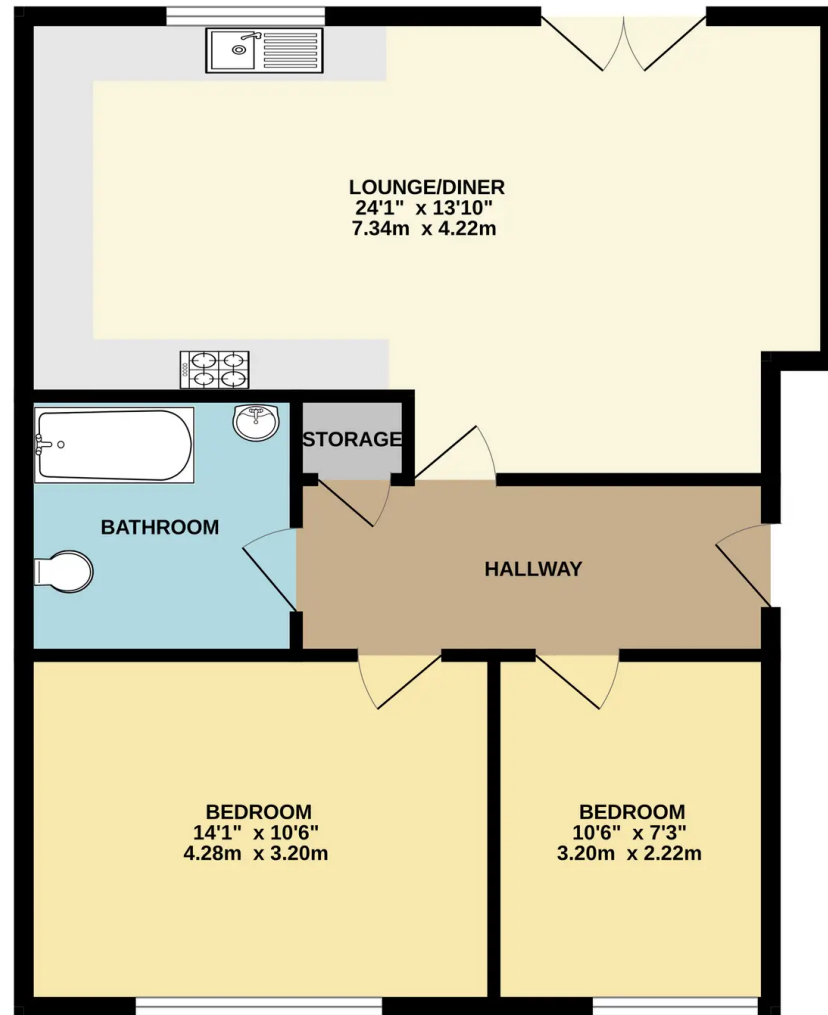 LOUNGE/DINER
24'1" x 13'10"
7.34m x 4.22m
STORAGE
BATHROOM
HALLWAY
BEDROOM
14'1" x 10'6"
4.28m x 3.20m
BEDROOM
10'6" x 7'3"
3.20m x 2.22m